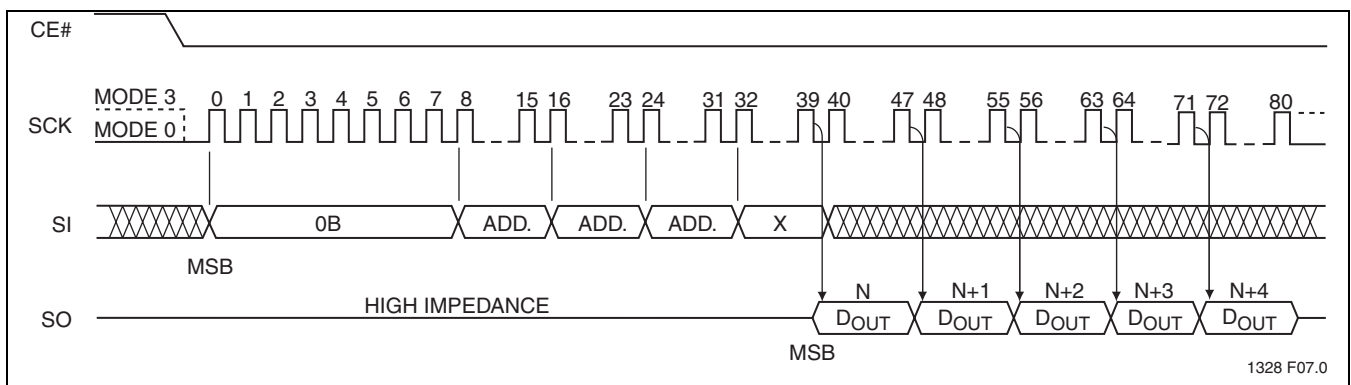 CE#
MODE 3
0 1 2 3 4 5 6 7 8 15 16 23 24 31 32 39 40 47 48 55 56 63 64 71 72 80
SCK
MODE 0
SI
0B ADD. ADD. ADD. X
MSB
N N+1 N+2 N+3 N+4
HIGH IMPEDANCE
SO
DOUT DOUT DOUT DOUT DOUT
MSB
1328 F07.0